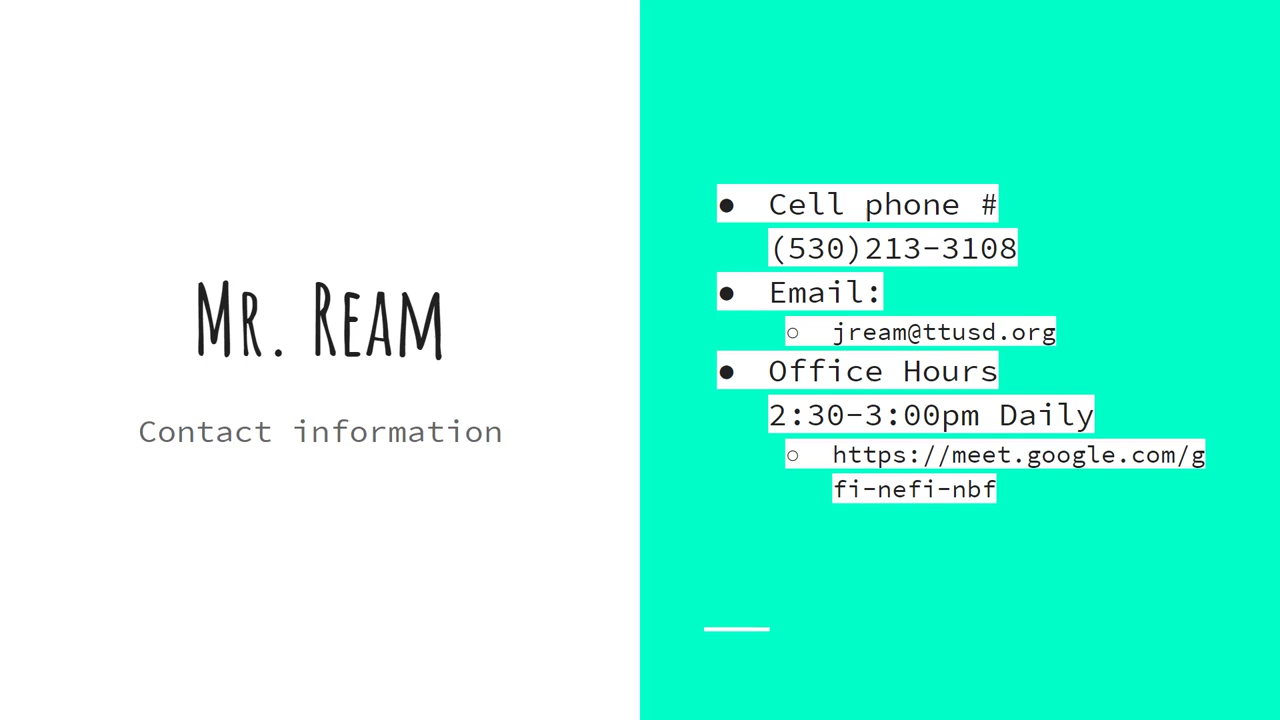 Mr. Ream
Contact information
● Cell phone #
(530)213-3108
● Email:
○ jream@ttusd.org
● Office Hours
2:30-3:00pm Daily
○ https://meet.google.com/g
fi-nefi-nbf